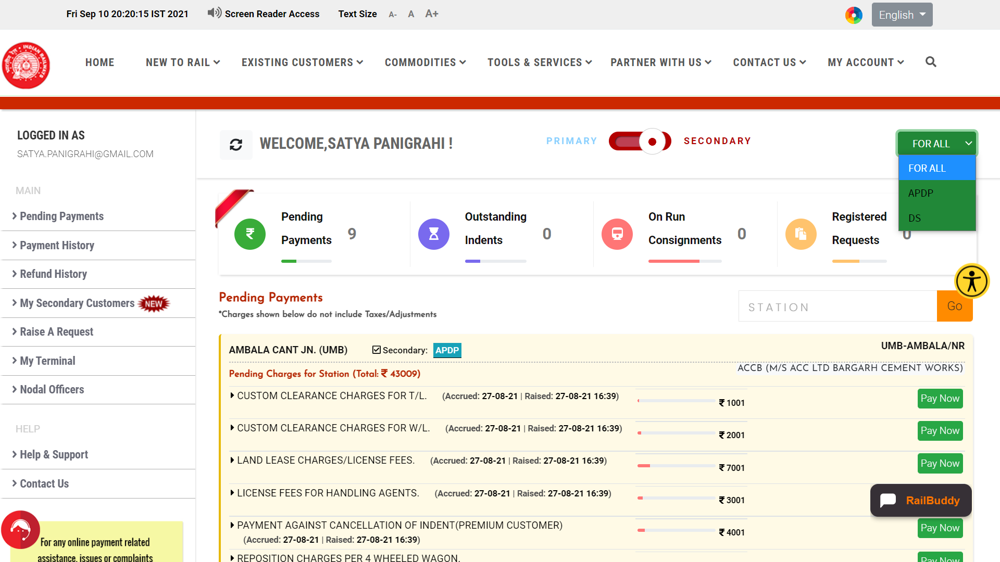 Fri Sep 10 20:20:15 IST 2021 Screen Reader Access Text Size A- A A+ English
HOME NEW TO RAIL EXISTING CUSTOMERS COMMODITIES TOOLS & SERVICES PARTNER WITH US CONTACT US MY ACCOUNT
LOGGED IN AS
SATYA.PANIGRAHI@GMAIL.COM
MAIN
Pending Payments
Payment History
Refund History
My Secondary Customers NEW
Raise A Request
My Terminal
Nodal Officers
HELP
Help & Support
Contact Us
For any online payment related
assistance, issues or complaints
WELCOME,SATYA PANIGRAHI !
PRIMARY SECONDARY
FOR ALL
FOR ALL
APDP
DS
Pending
Payments 9
Outstanding
Indents 0
On Run
Consignments 0
Registered
Requests 0
Pending Payments
*Charges shown below do not include Taxes/Adjustments
STATION Go
AMBALA CANT JN. (UMB) Secondary: APDP UMB-AMBALA/NR
Pending Charges for Station (Total: ₹ 43009) ACCB (M/S ACC LTD BARGARH CEMENT WORKS)
CUSTOM CLEARANCE CHARGES FOR T/L. (Accrued: 27-08-21 | Raised: 27-08-21 16:39) ₹ 1001 Pay Now
CUSTOM CLEARANCE CHARGES FOR W/L. (Accrued: 27-08-21 | Raised: 27-08-21 16:39) ₹ 2001 Pay Now
LAND LEASE CHARGES/LICENSE FEES. (Accrued: 27-08-21 | Raised: 27-08-21 16:39) ₹ 7001 Pay Now
LICENSE FEES FOR HANDLING AGENTS. (Accrued: 27-08-21 | Raised: 27-08-21 16:39) ₹ 3001
RailBuddy
PAYMENT AGAINST CANCELLATION OF INDENT(PREMIUM CUSTOMER)
(Accrued: 27-08-21 | Raised: 27-08-21 16:39) ₹ 4001 Pay Now
REPOSITION CHARGES PER 4 WHEELED WAGON. Pay Now